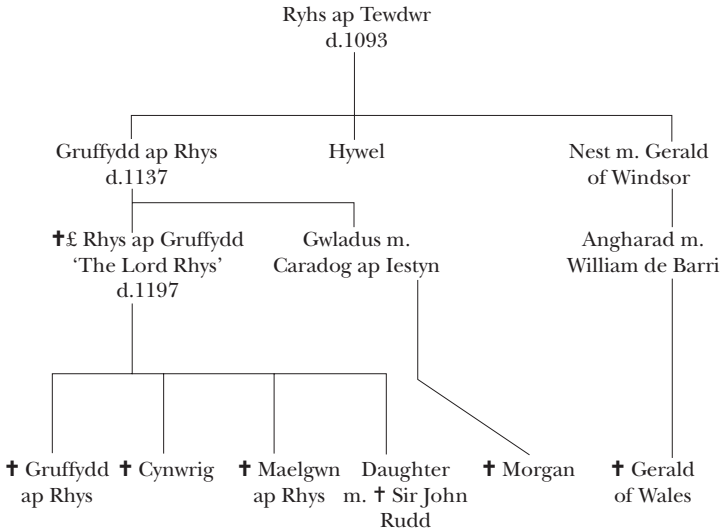 Ryhs ap Tewdwr
d.1093
Gruffydd ap Rhys
d.1137
Hywel
Nest m. Gerald
of Windsor
✝£ Rhys ap Gruffydd
‘The Lord Rhys’
d.1197
Gwladus m.
Caradog ap Iestyn
Angharad m.
William de Barri
✝ Gruffydd
ap Rhys
✝ Cynwrig
✝ Maelgwn
ap Rhys
Daughter
m. ✝ Sir John
Rudd
✝ Morgan
✝ Gerald
of Wales